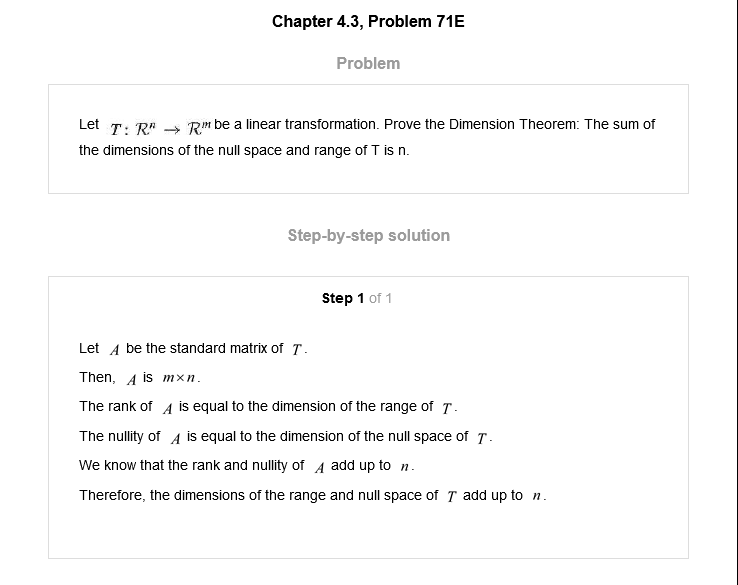 Chapter 4.3, Problem 71E
Problem
Let T: ℛⁿ → ℛᵐ be a linear transformation. Prove the Dimension Theorem: The sum of
the dimensions of the null space and range of T is n.
Step-by-step solution
Step 1 of 1
Let A be the standard matrix of T.
Then, A is m×n.
The rank of A is equal to the dimension of the range of T.
The nullity of A is equal to the dimension of the null space of T.
We know that the rank and nullity of A add up to n.
Therefore, the dimensions of the range and null space of T add up to n.